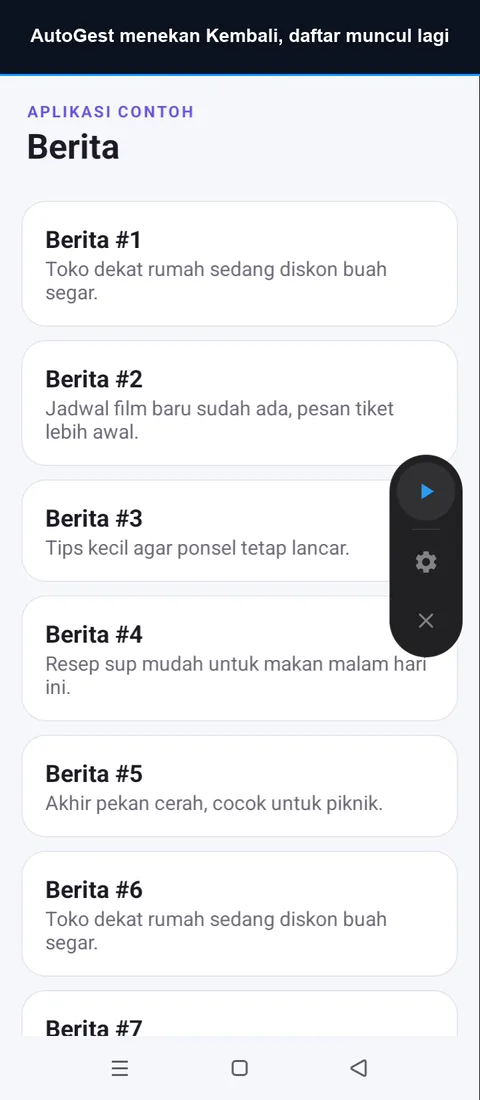 AutoGest menekan Kembali, daftar muncul lagi
APLIKASI CONTOH
Berita
Berita #1
Toko dekat rumah sedang diskon buah
segar.
Berita #2
Jadwal film baru sudah ada, pesan tiket
lebih awal.
Berita #3
Tips kecil agar ponsel tetap lancar.
Berita #4
Resep sup mudah untuk makan malam hari
ini.
Berita #5
Akhir pekan cerah, cocok untuk piknik.
Berita #6
Toko dekat rumah sedang diskon buah
segar.
Berita #7